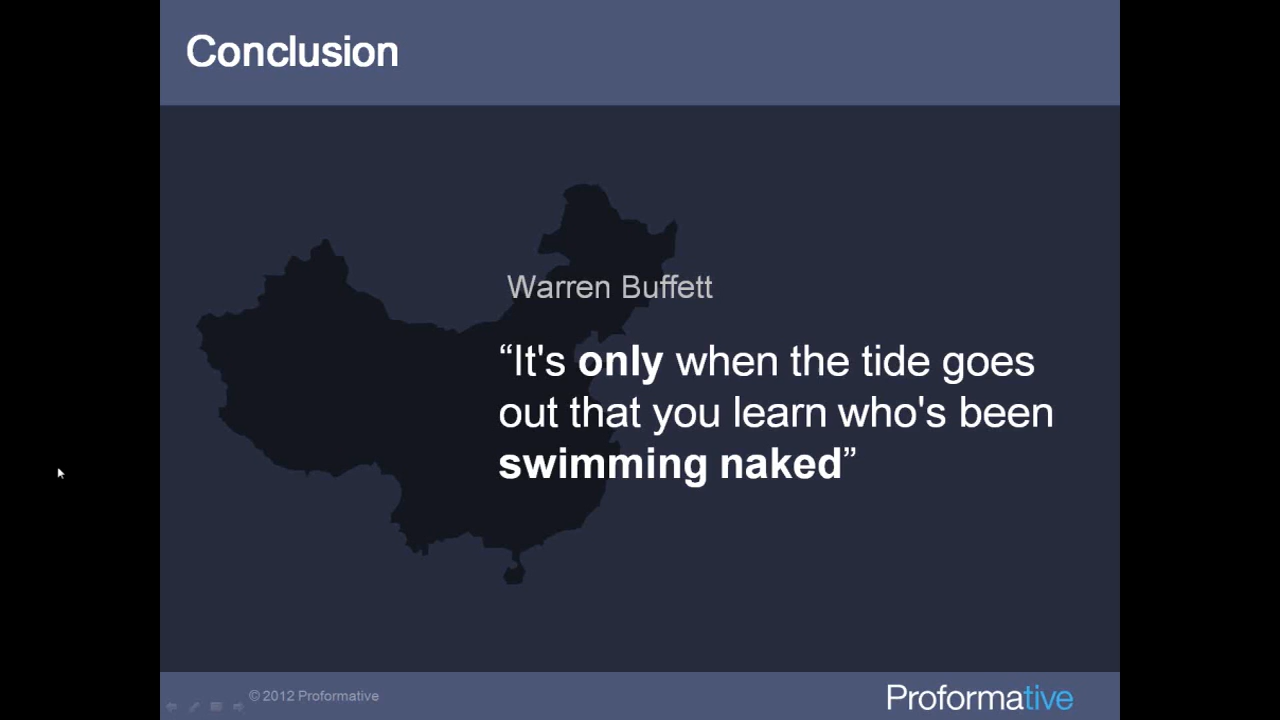 Conclusion
Warren Buffett
“It's only when the tide goes
out that you learn who's been
swimming naked”
© 2012 Proformative
Proformative